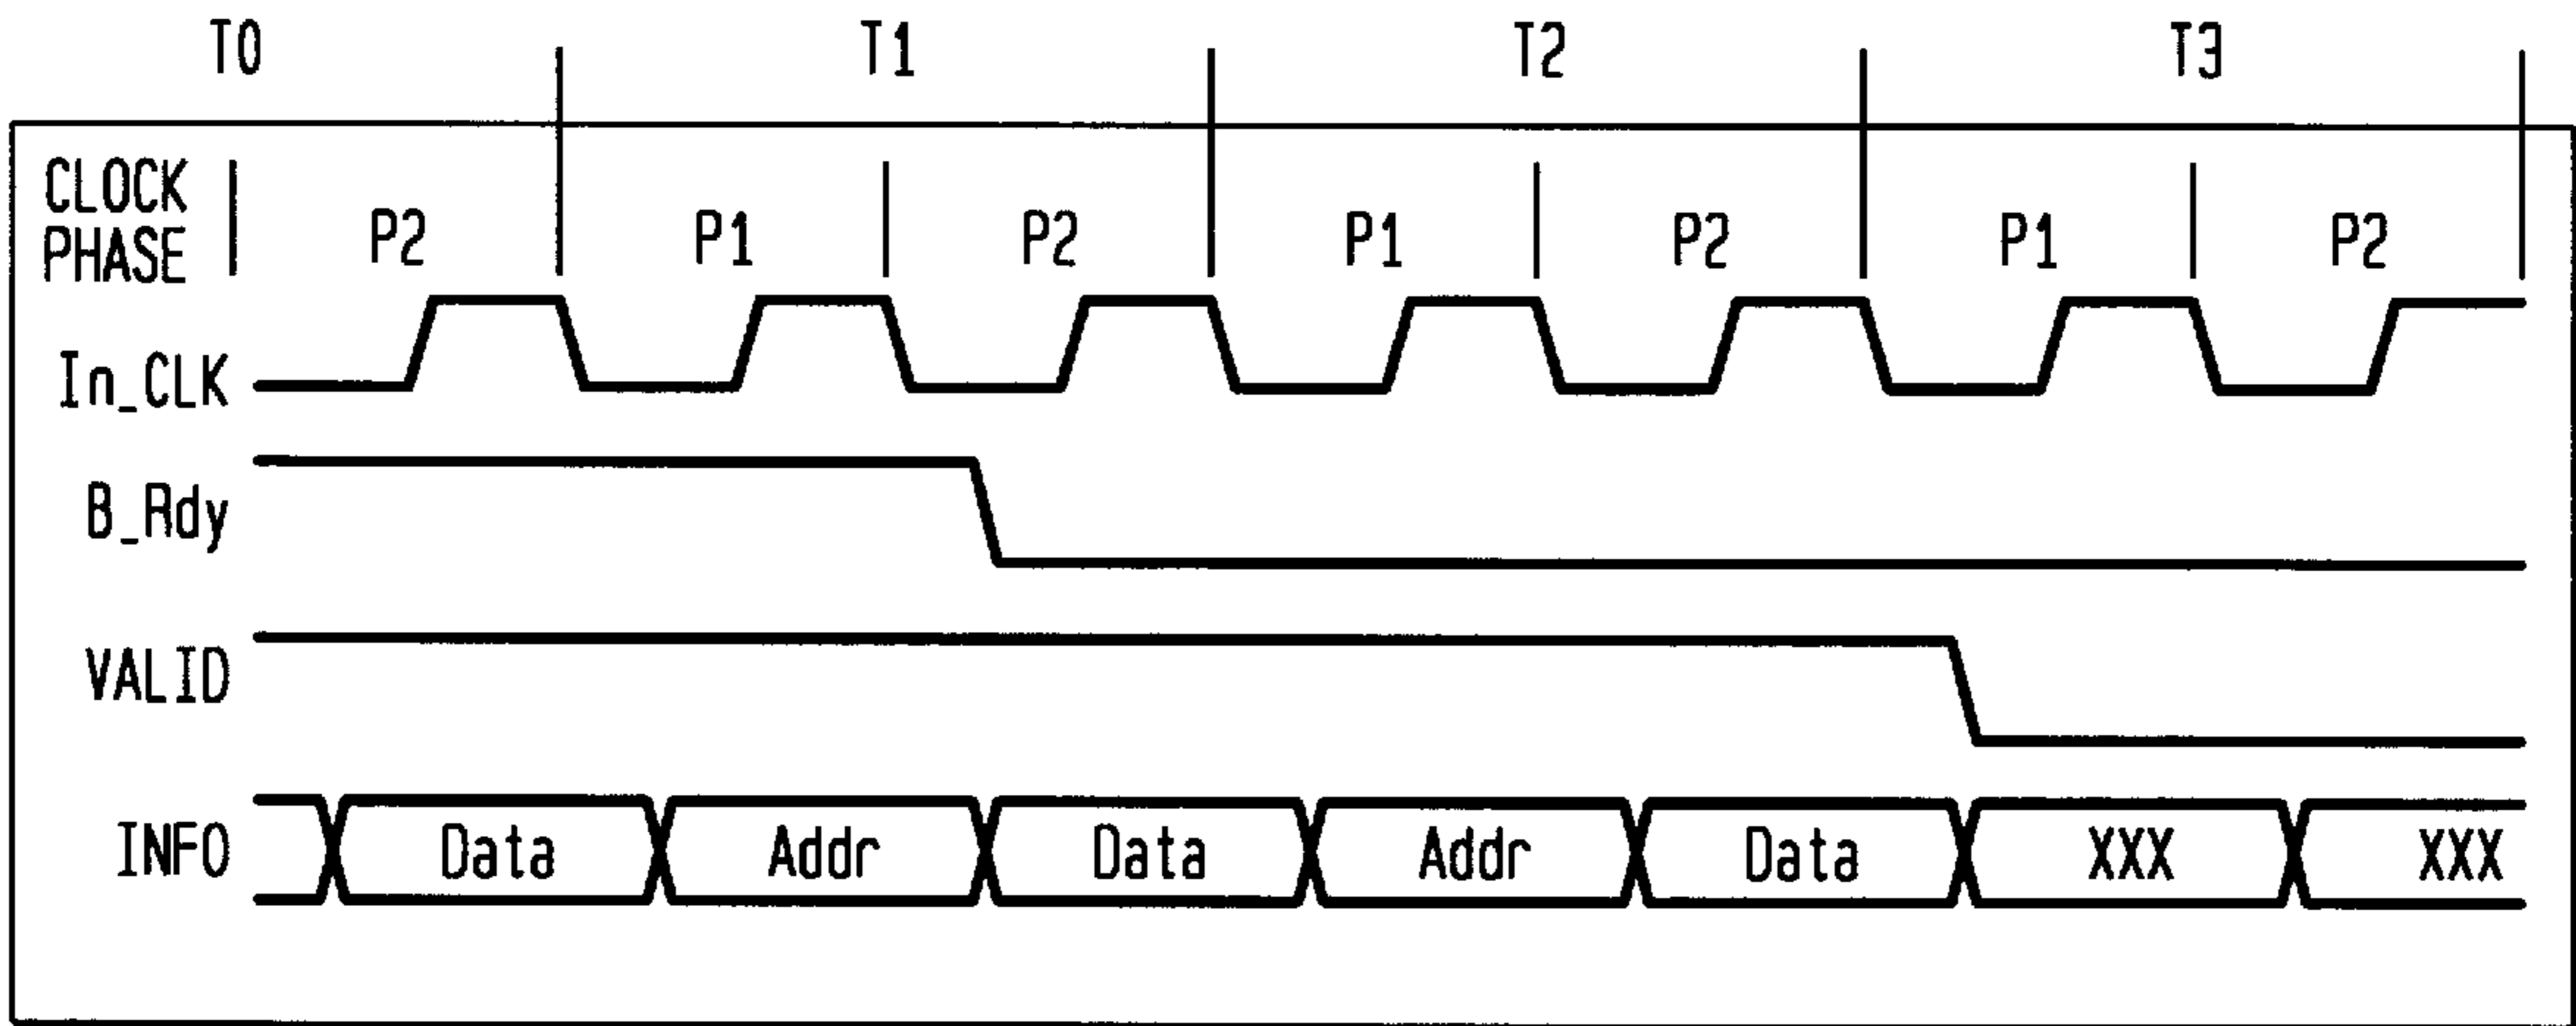 T0 T1 T2 T3
CLOCK
PHASE P2 P1 P2 P1 P2 P1 P2
In_CLK
B_Rdy
VALID
INFO Data Addr Data Addr Data XXX XXX